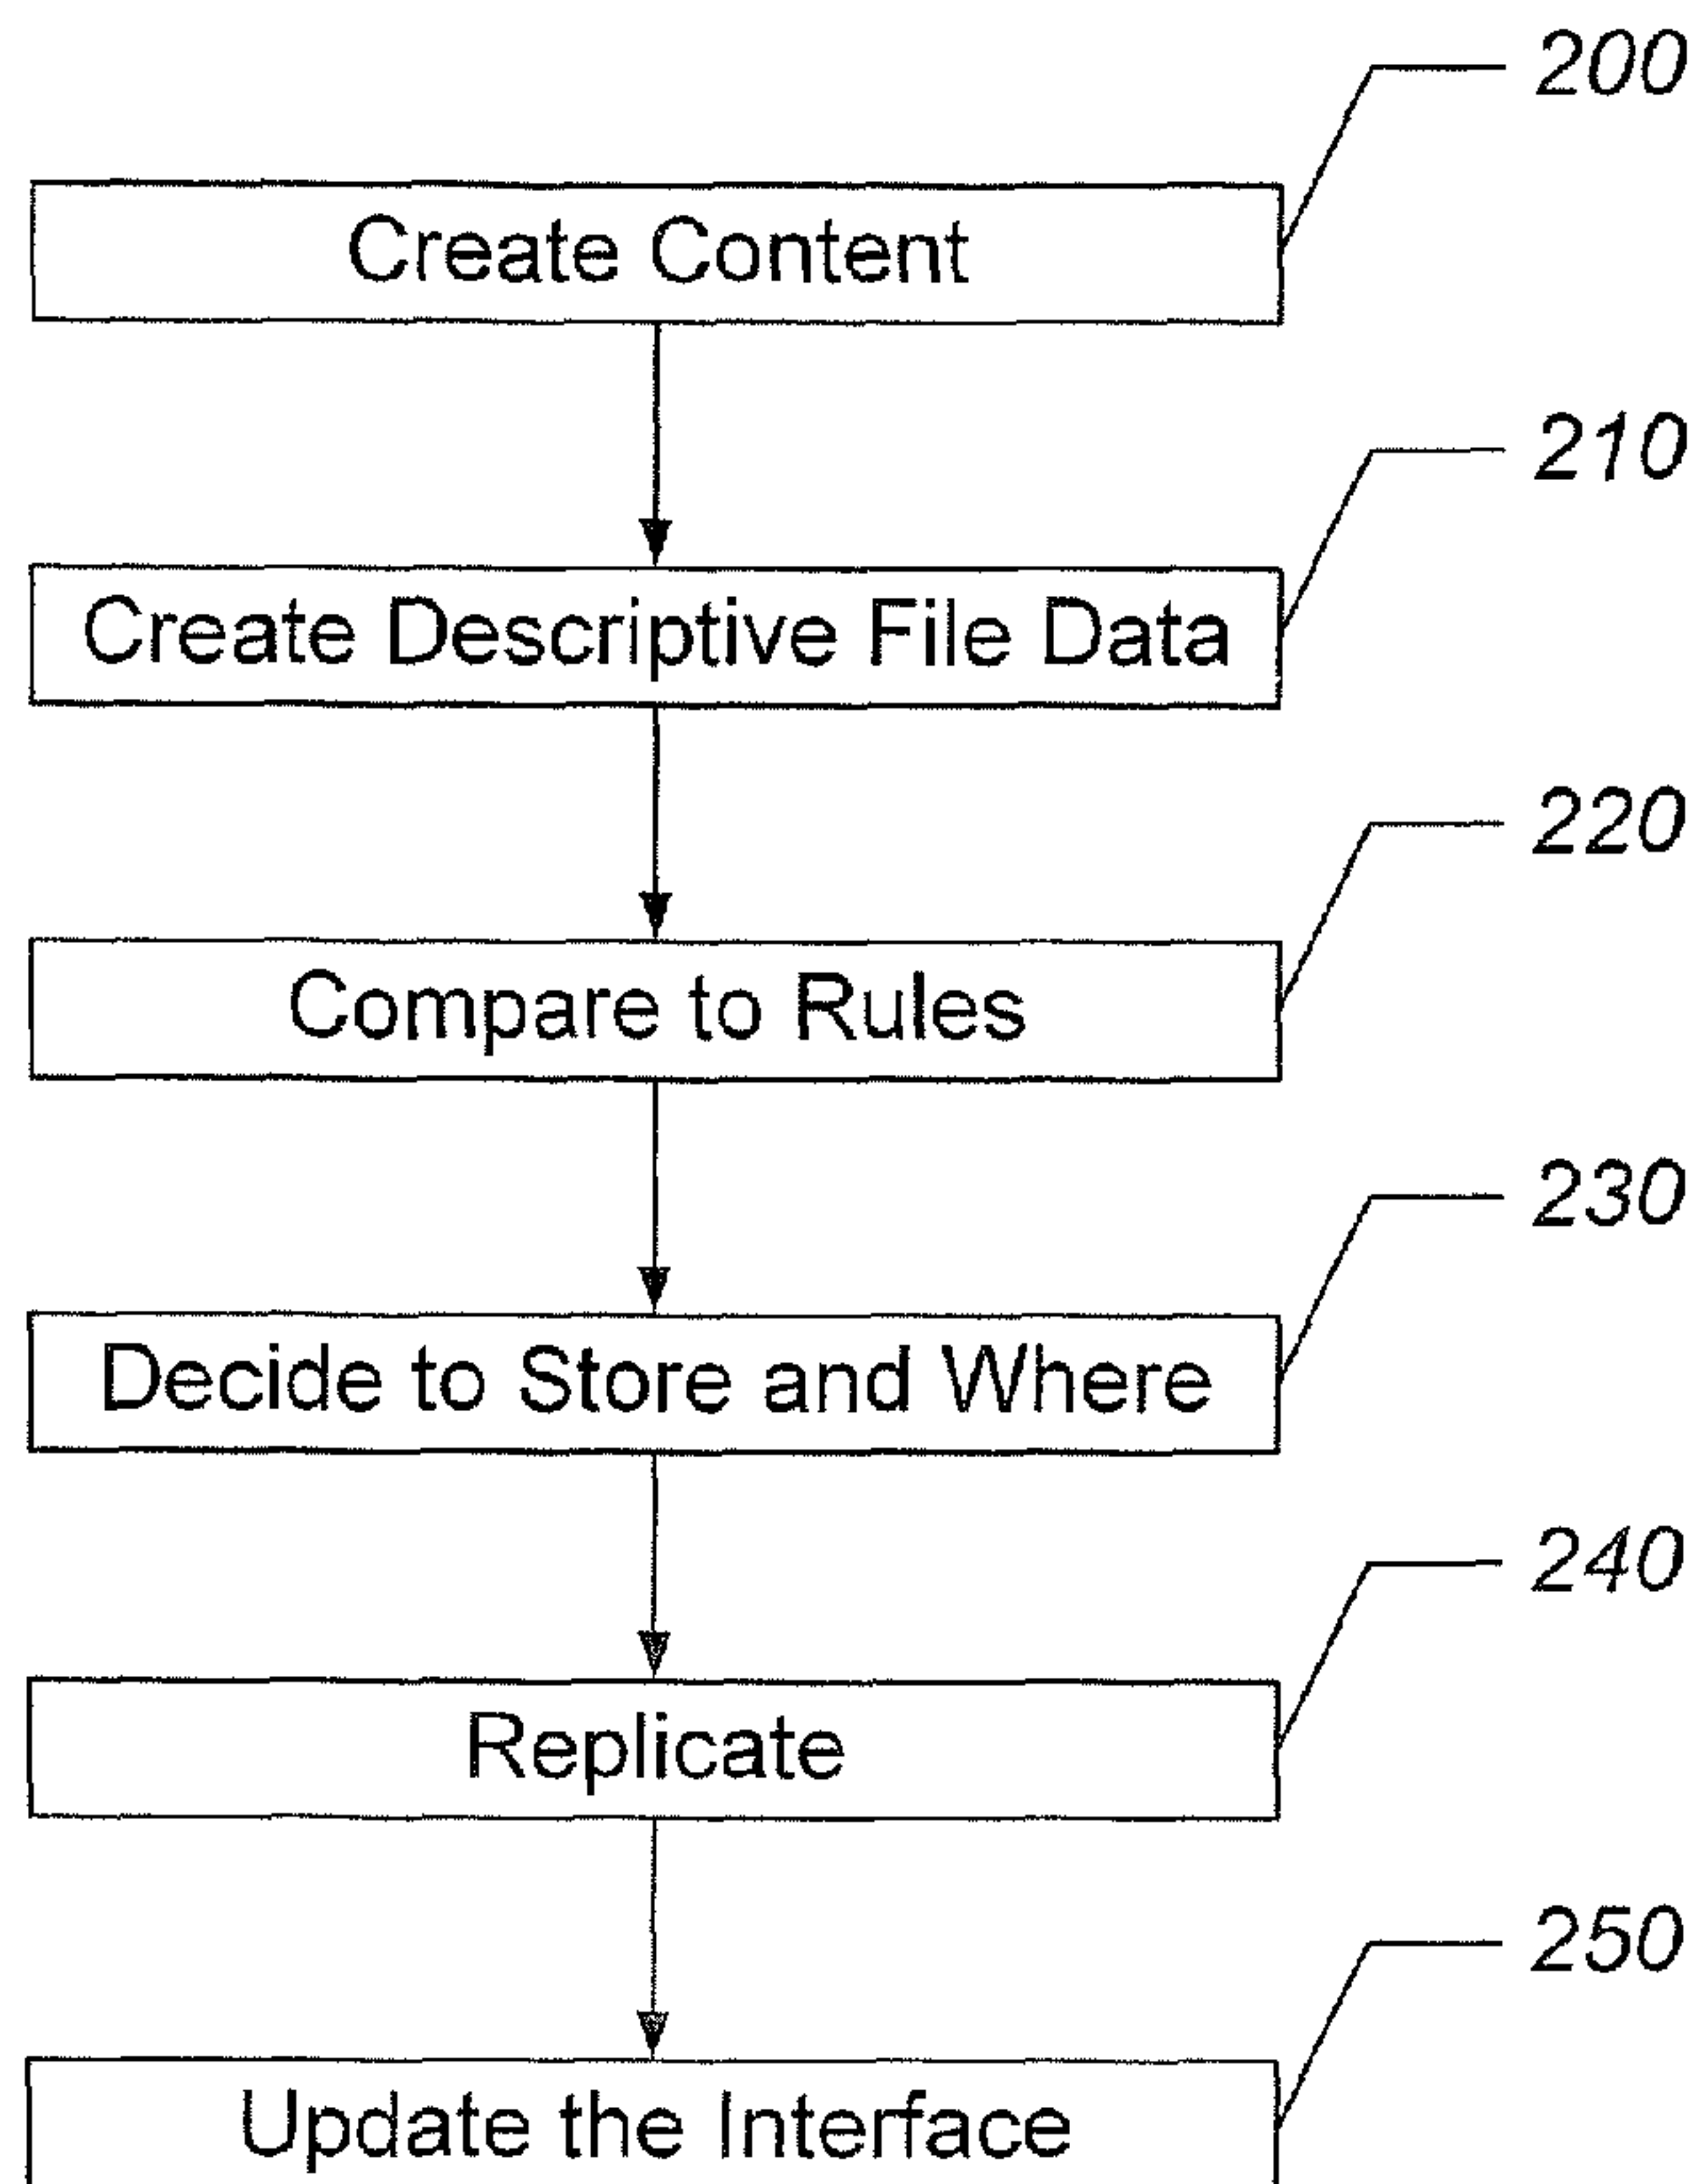 200
Create Content
210
Create Descriptive File Data
220
Compare to Rules
230
Decide to Store and Where
240
Replicate
250
Update the Interface